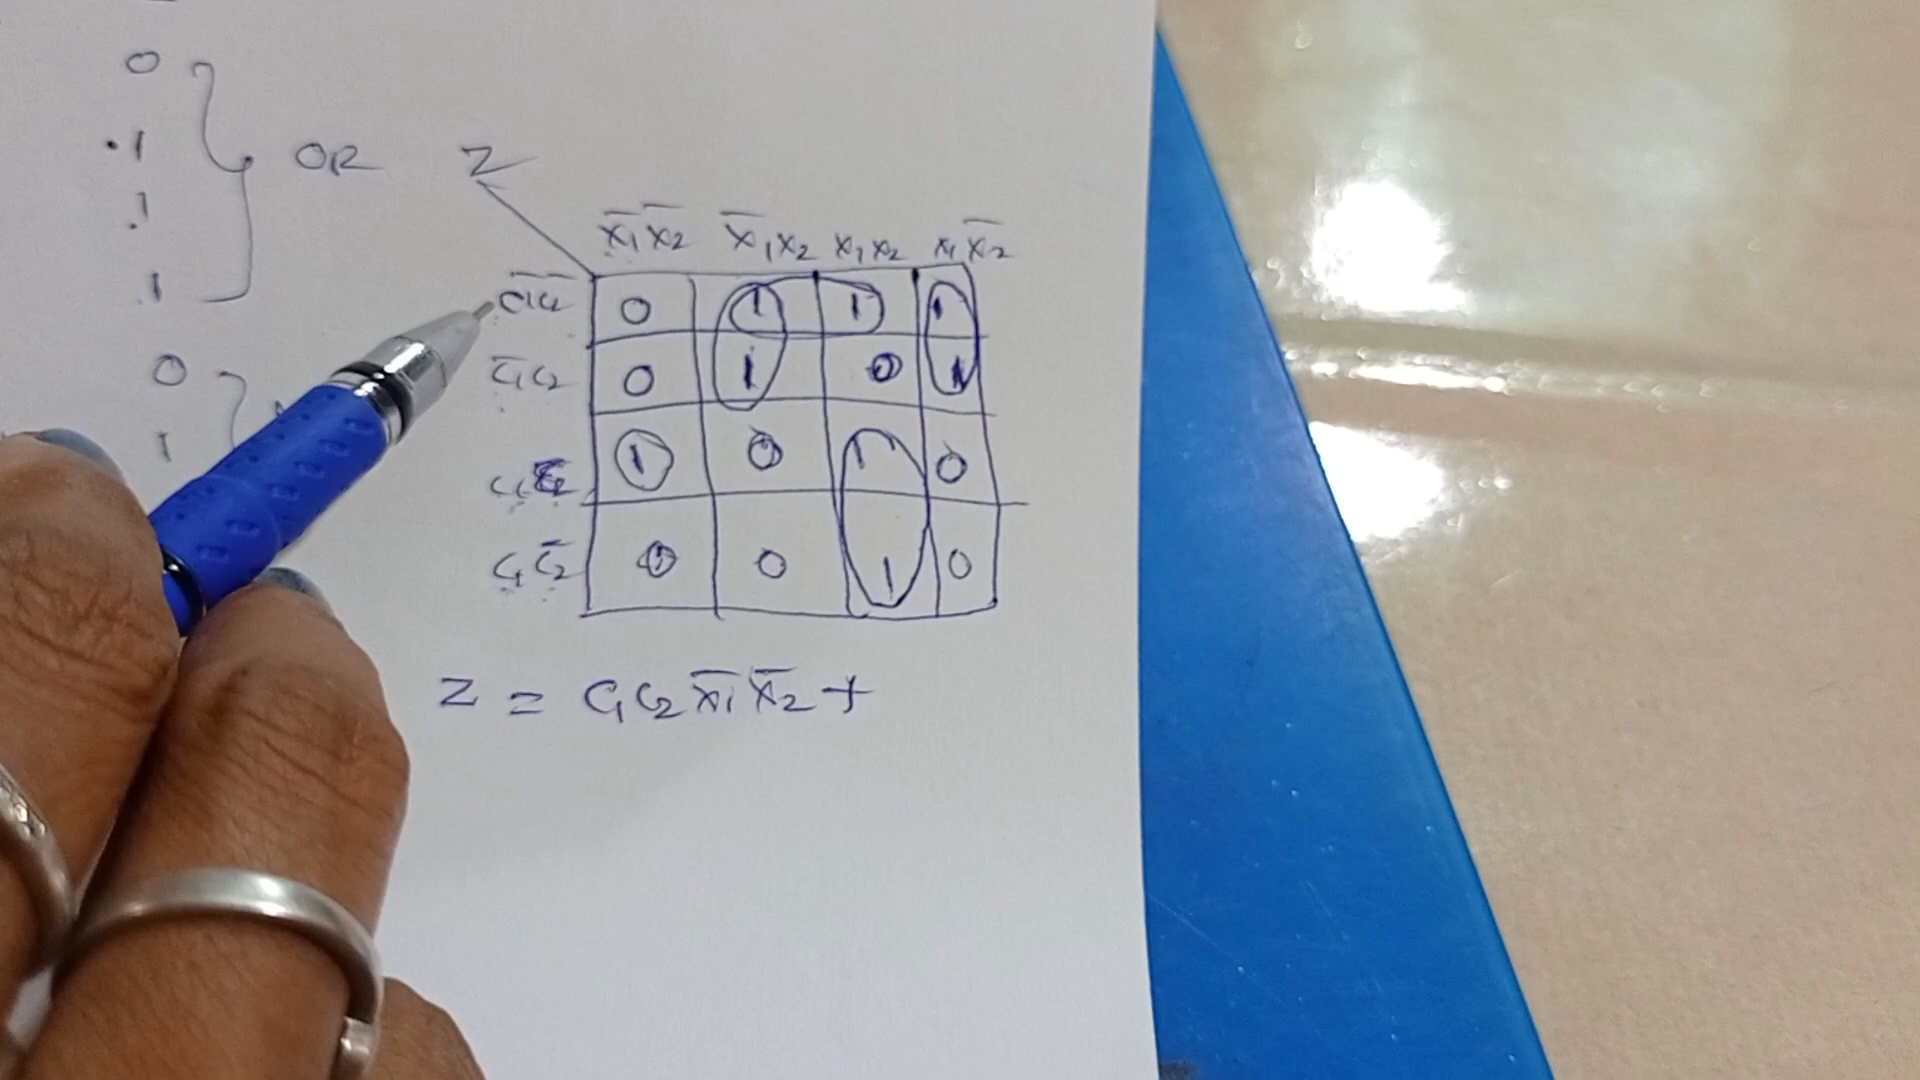 0
1
1
1
OR
0
1
Z
X̅₁X̅₂ X̅₁X₂ X₁X₂ X₁X̅₂
C̅₁C̅₂ 0 1 1 1
C̅₁C₂ 0 1 0 1
C₁C₂ 1 0 1 0
C₁C̅₂ 0 0 1 0
Z = C₁C₂X̅₁X̅₂ +